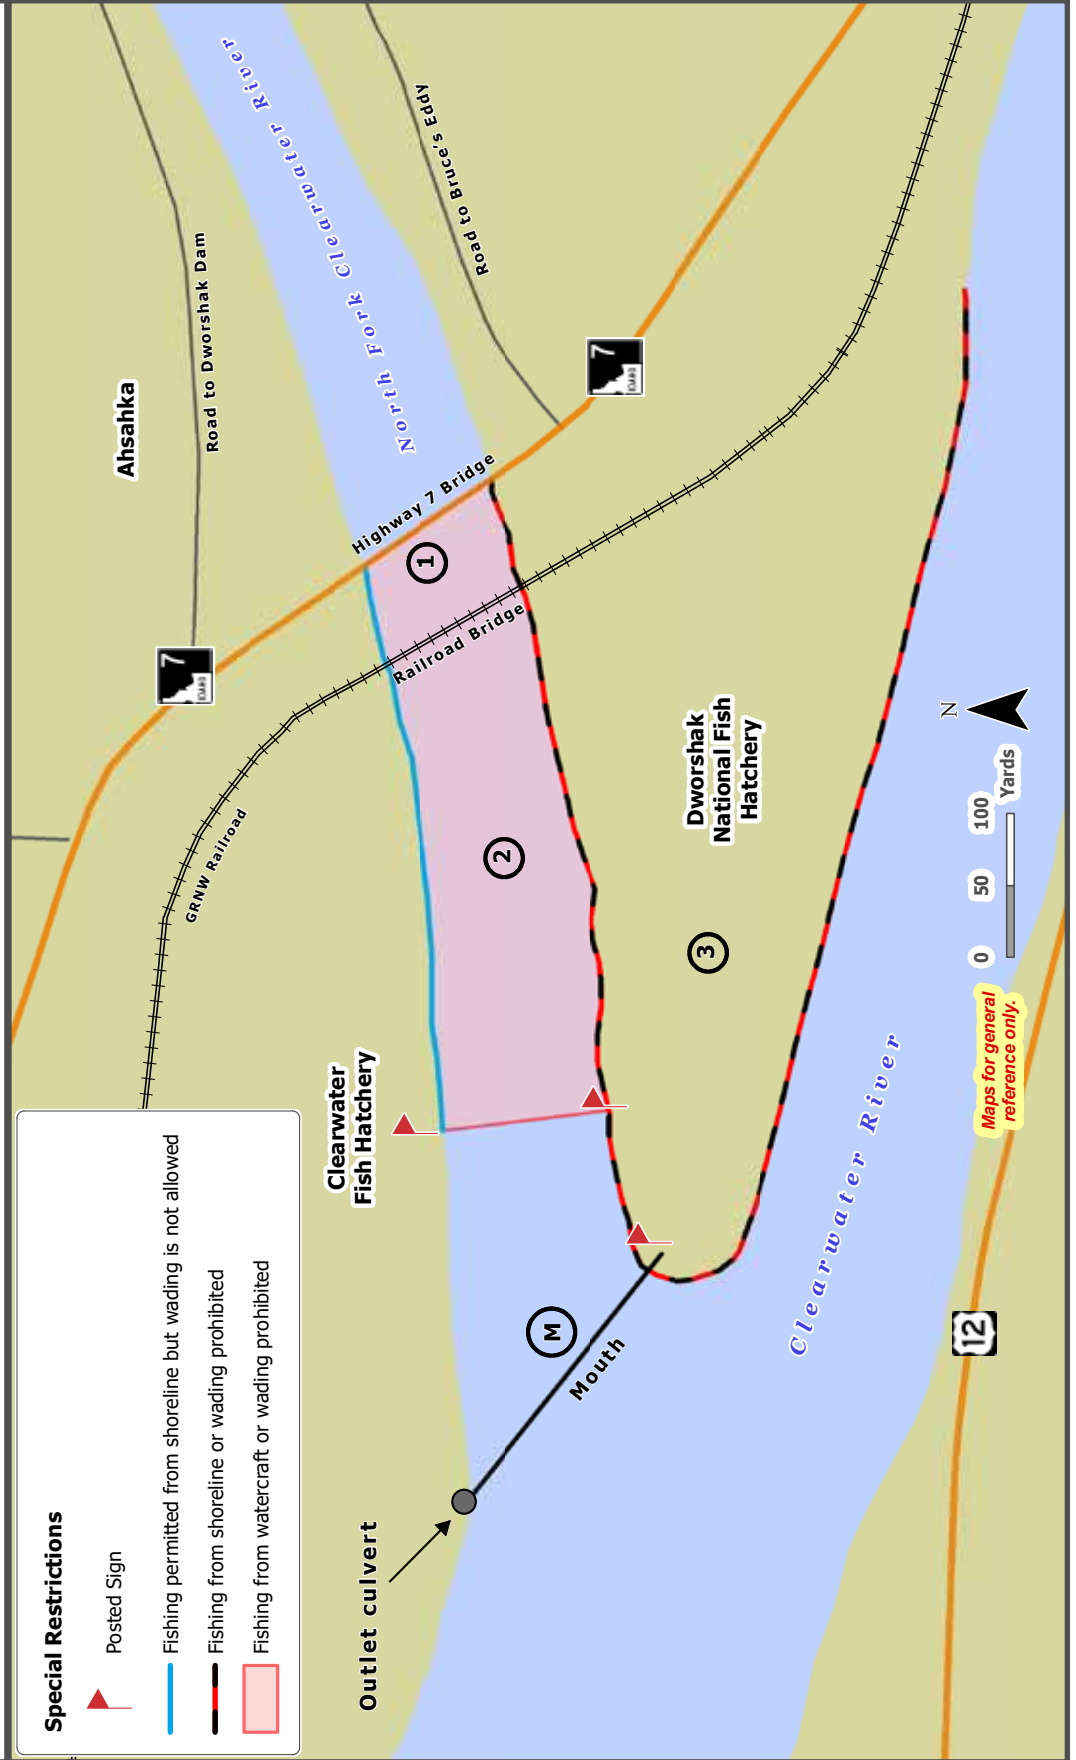 Special Restrictions
Posted Sign
Fishing permitted from shoreline but wading is not allowed
Fishing from shoreline or wading prohibited
Fishing from watercraft or wading prohibited
Ahsahka
Road to Dworshak Dam
North Fork Clearwater River
Road to Bruce's Eddy
7
IDAHO
7
IDAHO
Highway 7 Bridge
1
Railroad Bridge
GRNW Railroad
2
Clearwater
Fish Hatchery
Dworshak
National Fish
Hatchery
3
M
Mouth
Outlet culvert
Clearwater River
12
Maps for general
reference only.
0 50 100
Yards
N